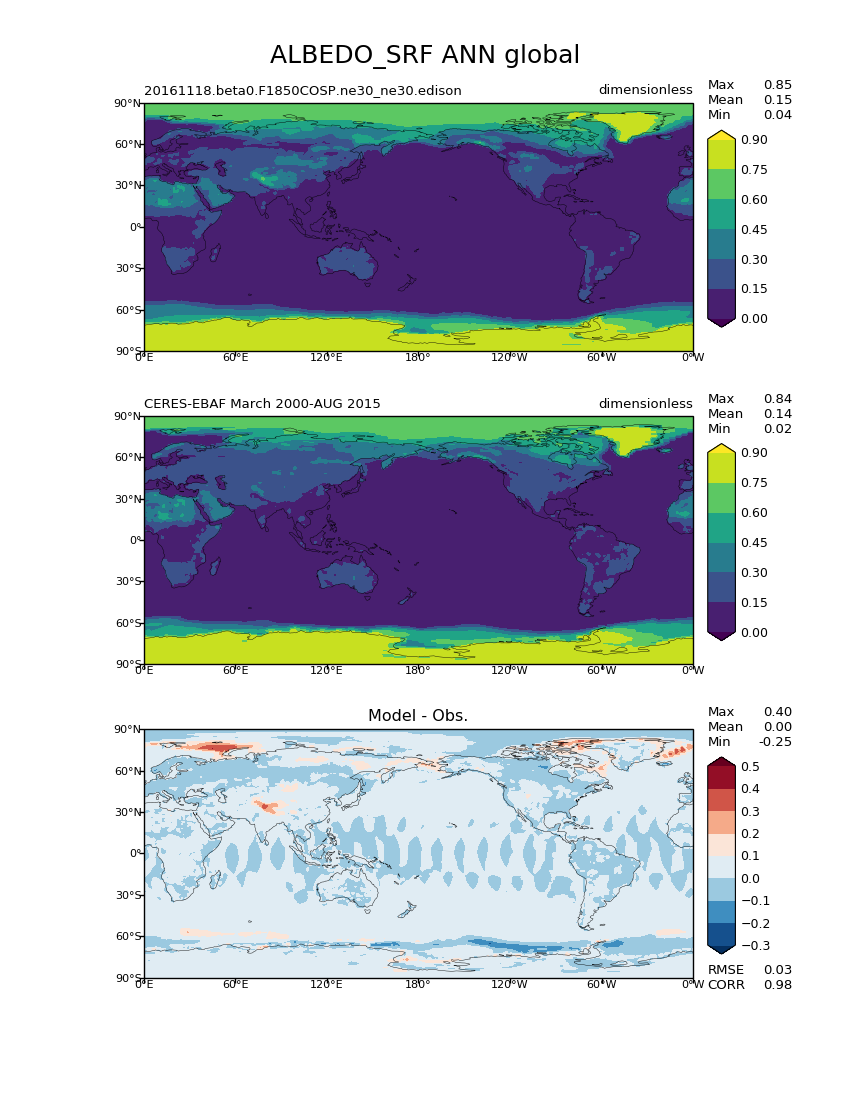 ALBEDO_SRF ANN global
20161118.beta0.F1850COSP.ne30_ne30.edison dimensionless
Max 0.85
Mean 0.15
Min 0.04
90°N
60°N
30°N
0°
30°S
60°S
90°S
0°E 60°E 120°E 180° 120°W 60°W 0°W
0.90
0.75
0.60
0.45
0.30
0.15
0.00
CERES-EBAF March 2000-AUG 2015 dimensionless
Max 0.84
Mean 0.14
Min 0.02
90°N
60°N
30°N
0°
30°S
60°S
90°S
0°E 60°E 120°E 180° 120°W 60°W 0°W
0.90
0.75
0.60
0.45
0.30
0.15
0.00
Model - Obs.
Max 0.40
Mean 0.00
Min -0.25
90°N
60°N
30°N
0°
30°S
60°S
90°S
0°E 60°E 120°E 180° 120°W 60°W 0°W
0.5
0.4
0.3
0.2
0.1
0.0
−0.1
−0.2
−0.3
RMSE 0.03
CORR 0.98